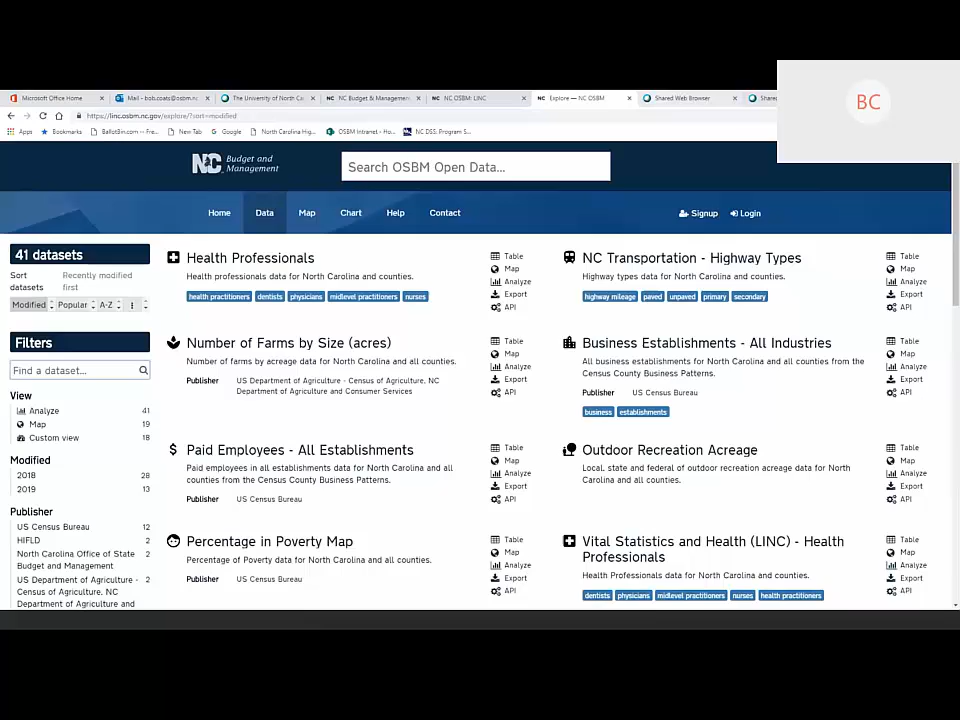 BC
Microsoft Office Home
Mail - bob.coats@osbm.nc
The University of North Ca
NC Budget & Managemen
NC OSBM: LINC
Explore — NC OSBM
Shared Web Browser
Shared
https://linc.osbm.nc.gov/explore/?sort=modified
Apps
Bookmarks
Ballot3in.com -- Fre...
New Tab
Google
North Carolina Hig...
OSBM Intranet - Ho...
NC DSS: Program S...
NC Budget and
Management
Search OSBM Open Data...
Home Data Map Chart Help Contact
Signup Login
41 datasets
Sort datasets
Recently modified first
Modified Popular A-Z
Filters
Find a dataset...
View
Analyze 41
Map 19
Custom view 18
Modified
2018 28
2019 13
Publisher
US Census Bureau 12
HIFLD 2
North Carolina Office of State 2
Budget and Management
US Department of Agriculture - 2
Census of Agriculture, NC
Department of Agriculture and
Health Professionals
Health professionals data for North Carolina and counties.
health practitioners dentists physicians midlevel practitioners nurses
Table
Map
Analyze
Export
API
NC Transportation - Highway Types
Highway types data for North Carolina and counties.
highway mileage paved unpaved primary secondary
Table
Map
Analyze
Export
API
Number of Farms by Size (acres)
Number of farms by acreage data for North Carolina and all counties.
Publisher US Department of Agriculture - Census of Agriculture, NC
Department of Agriculture and Consumer Services
Table
Map
Analyze
Export
API
Business Establishments - All Industries
All business establishments for North Carolina and all counties from the
Census County Business Patterns.
Publisher US Census Bureau
business establishments
Table
Map
Analyze
Export
API
Paid Employees - All Establishments
Paid employees in all establishments data for North Carolina and all
counties from the Census County Business Patterns.
Publisher US Census Bureau
Table
Map
Analyze
Export
API
Outdoor Recreation Acreage
Local, state and federal of outdoor recreation acreage data for North
Carolina and all counties.
Table
Map
Analyze
Export
API
Percentage in Poverty Map
Percentage of Poverty data for North Carolina and all counties.
Publisher US Census Bureau
Table
Map
Analyze
Export
API
Vital Statistics and Health (LINC) - Health
Professionals
Health Professionals data for North Carolina and counties.
dentists physicians midlevel practitioners nurses health practitioners
Table
Map
Analyze
Export
API